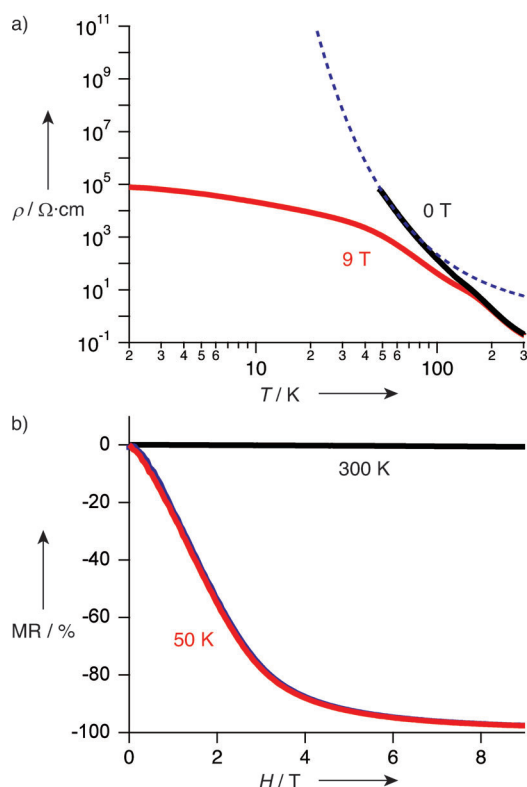 a)
10^11
10^9
10^7
10^5
ρ / Ω·cm
0 T
10^3
9 T
10^1
10^-1
2 3 4 5 6 10 2 3 4 5 6 100 2 3
T / K
b)
0
300 K
-20
-40
MR / %
-60
50 K
-80
-100
0 2 4 6 8
H / T